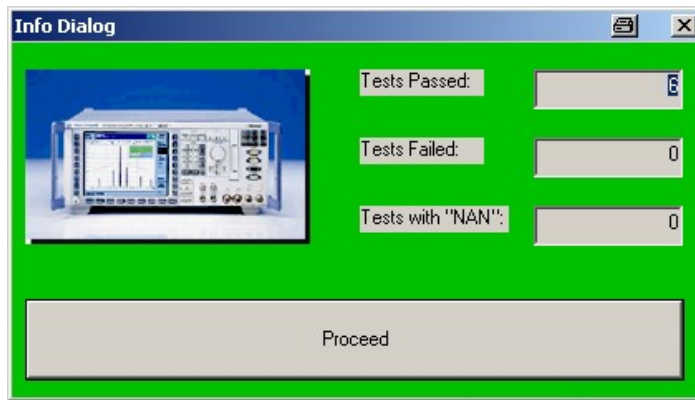 Info Dialog
Tests Passed: 6
Tests Failed: 0
Tests with "NAN": 0
Proceed